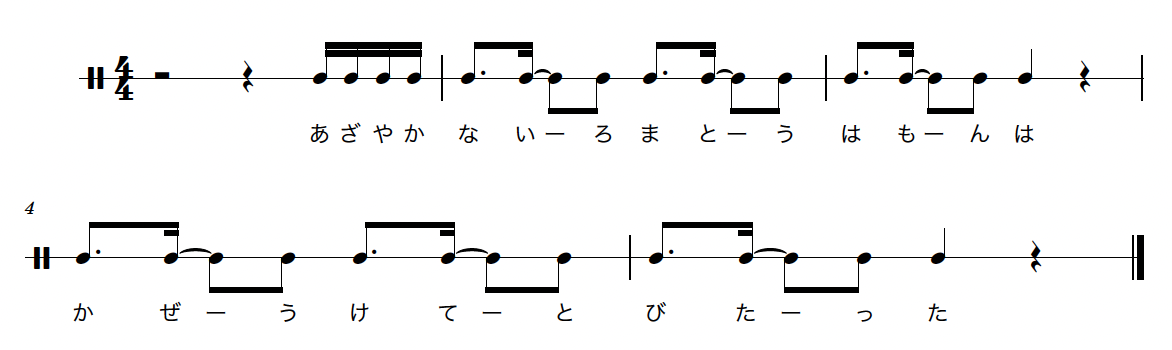 4
4
あ ざ や か な い ー ろ ま と ー う は も ー ん は
4
か ぜ ー う け て ー と び た ー っ た